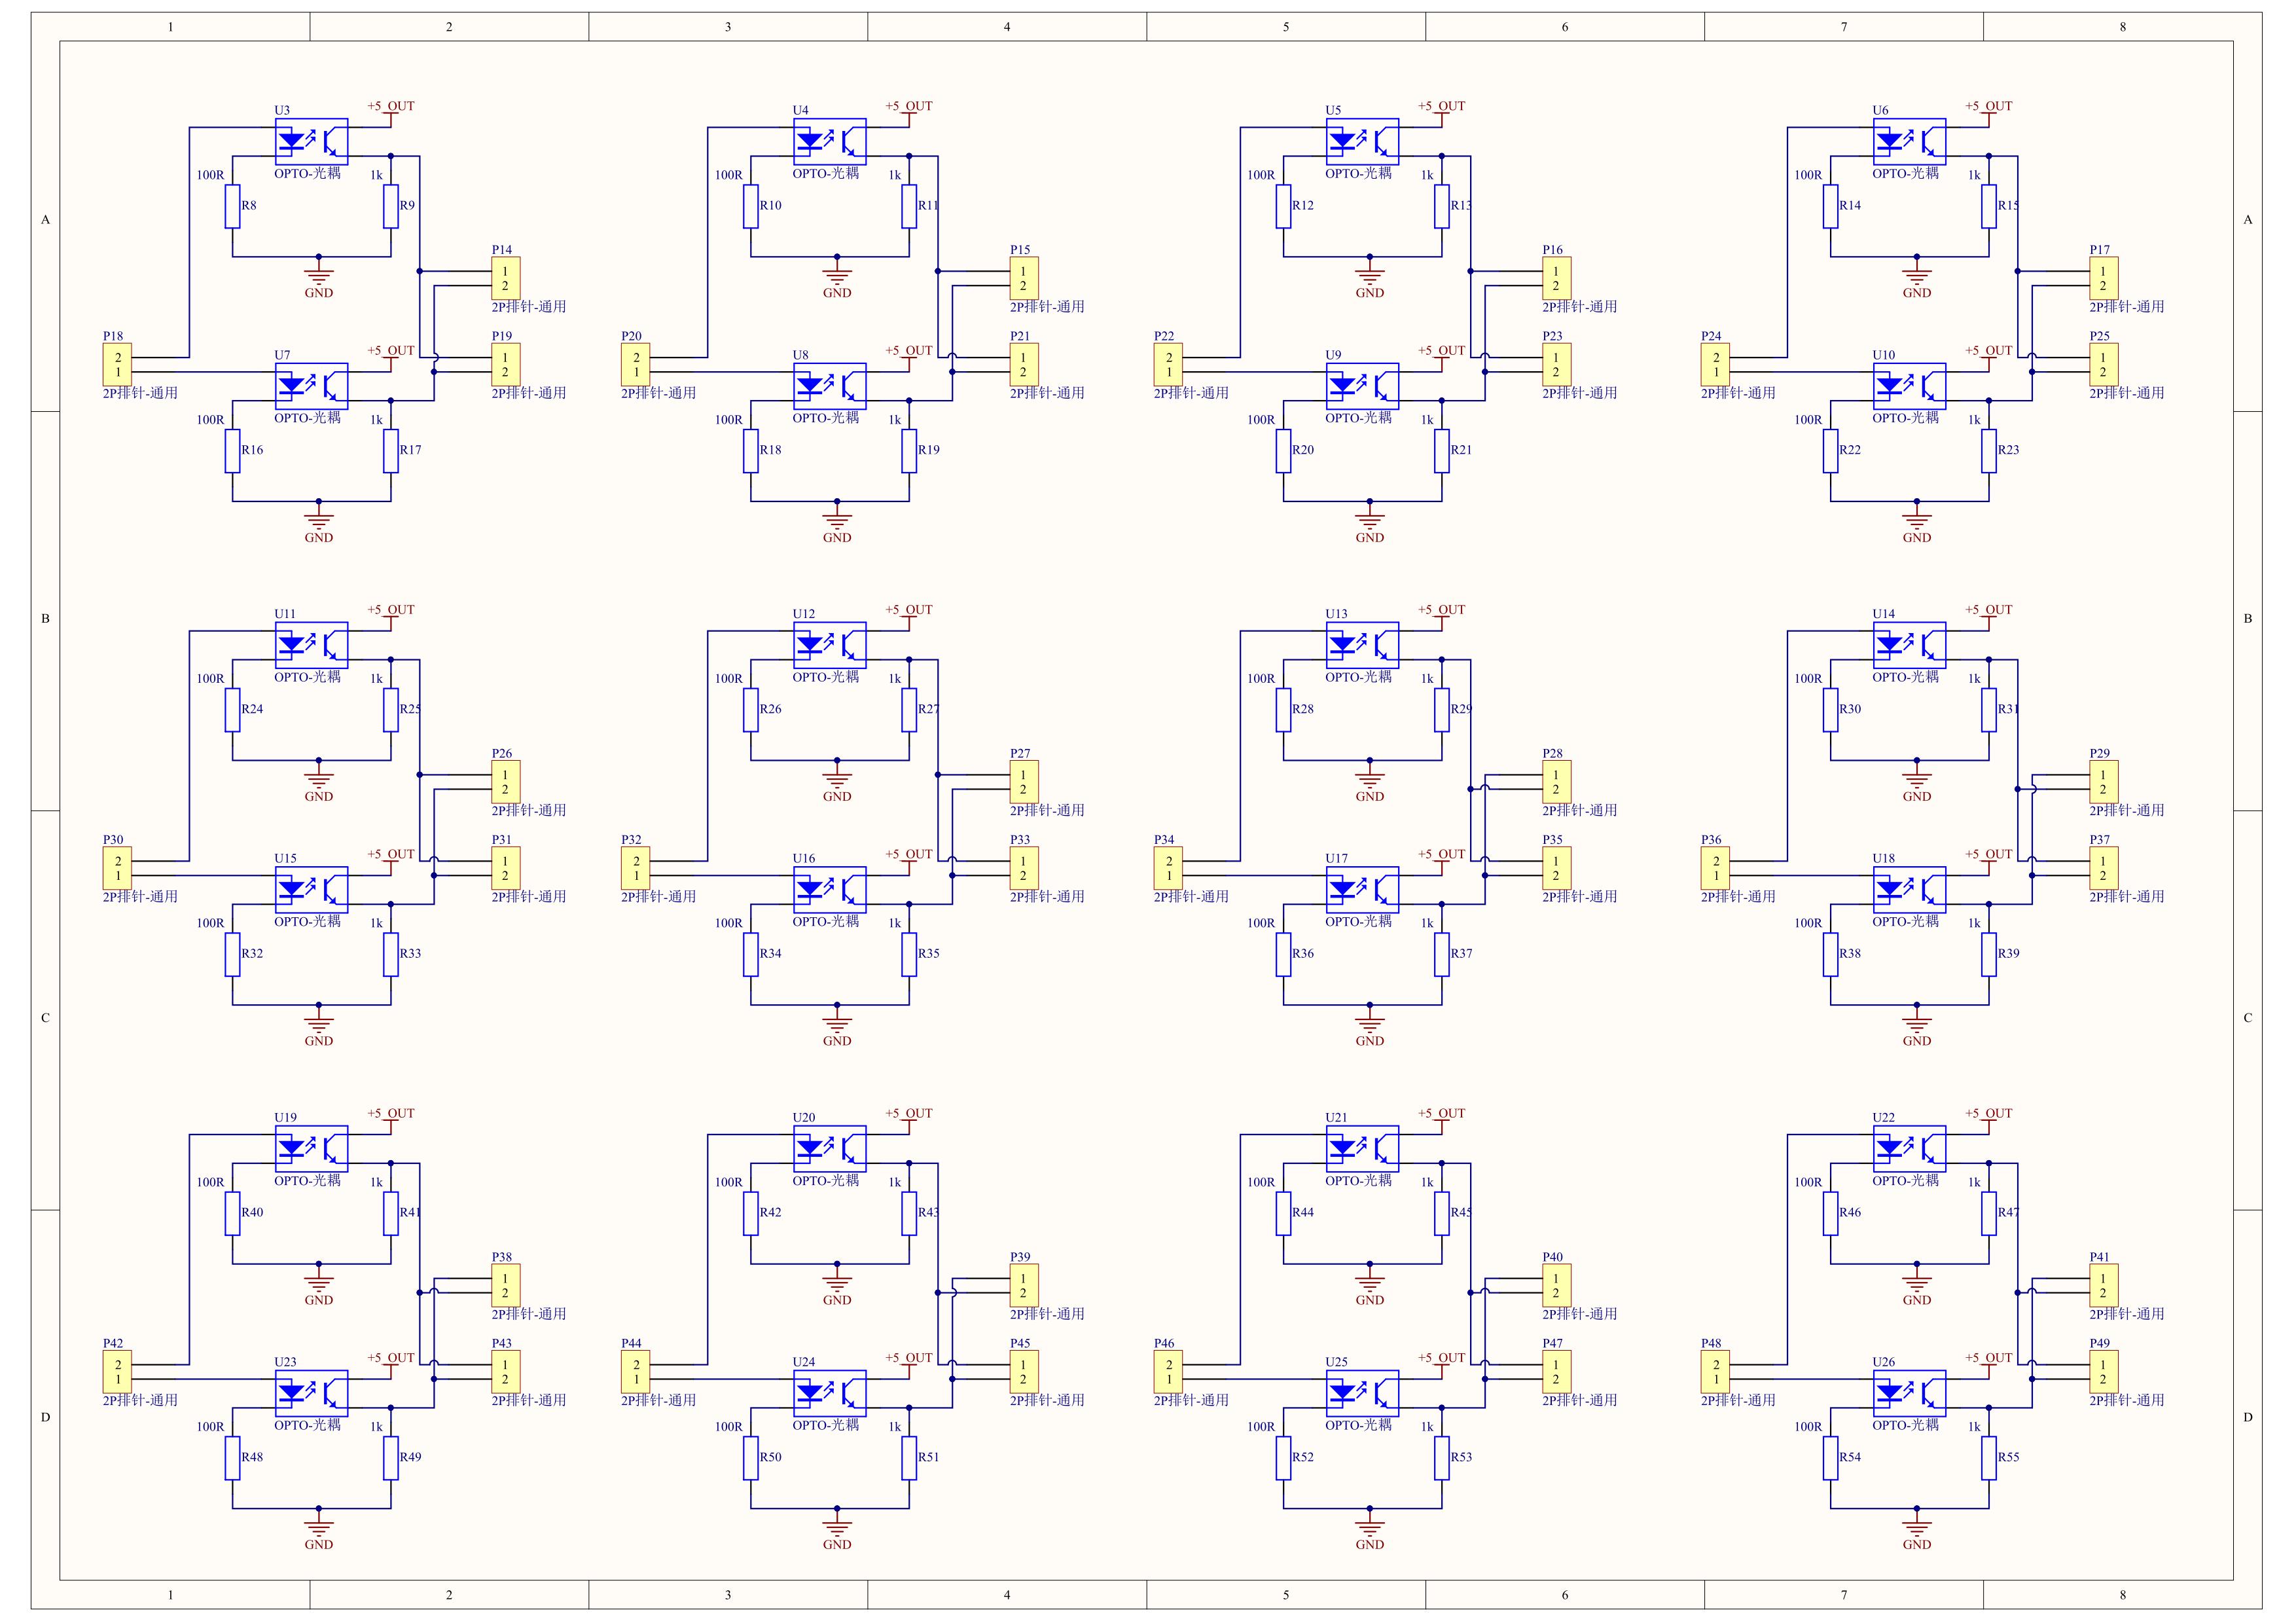 1 2 3 4 5 6 7 8
+5_OUT +5_OUT +5_OUT +5_OUT
U3 U4 U5 U6
OPTO-光耦 OPTO-光耦 OPTO-光耦 OPTO-光耦
100R 1k 100R 1k 100R 1k 100R 1k
A R8 R9 R10 R11 R12 R13 R14 R15 A
P14 P15 P16 P17
1 1 1 1
2 2 2 2
GND GND GND GND
2P排针-通用 2P排针-通用 2P排针-通用 2P排针-通用
P18 P19 P20 P21 P22 P23 P24 P25
U7 +5_OUT U8 +5_OUT U9 +5_OUT U10 +5_OUT
2 1 2 1 2 1 2 1
1 2 1 2 1 2 1 2
2P排针-通用 2P排针-通用 2P排针-通用 2P排针-通用 2P排针-通用 2P排针-通用 2P排针-通用 2P排针-通用
OPTO-光耦 OPTO-光耦 OPTO-光耦 OPTO-光耦
100R 1k 100R 1k 100R 1k 100R 1k
R16 R17 R18 R19 R20 R21 R22 R23
GND GND GND GND
+5_OUT +5_OUT +5_OUT +5_OUT
B U11 U12 U13 U14 B
OPTO-光耦 OPTO-光耦 OPTO-光耦 OPTO-光耦
100R 1k 100R 1k 100R 1k 100R 1k
R24 R25 R26 R27 R28 R29 R30 R31
P26 P27 P28 P29
1 1 1 1
2 2 2 2
GND GND GND GND
2P排针-通用 2P排针-通用 2P排针-通用 2P排针-通用
P30 P31 P32 P33 P34 P35 P36 P37
U15 +5_OUT U16 +5_OUT U17 +5_OUT U18 +5_OUT
2 1 2 1 2 1 2 1
1 2 1 2 1 2 1 2
2P排针-通用 2P排针-通用 2P排针-通用 2P排针-通用 2P排针-通用 2P排针-通用 2P排针-通用 2P排针-通用
OPTO-光耦 OPTO-光耦 OPTO-光耦 OPTO-光耦
100R 1k 100R 1k 100R 1k 100R 1k
R32 R33 R34 R35 R36 R37 R38 R39
C C
GND GND GND GND
+5_OUT +5_OUT +5_OUT +5_OUT
U19 U20 U21 U22
OPTO-光耦 OPTO-光耦 OPTO-光耦 OPTO-光耦
100R 1k 100R 1k 100R 1k 100R 1k
R40 R41 R42 R43 R44 R45 R46 R47
P38 P39 P40 P41
1 1 1 1
2 2 2 2
GND GND GND GND
2P排针-通用 2P排针-通用 2P排针-通用 2P排针-通用
P42 P43 P44 P45 P46 P47 P48 P49
U23 +5_OUT U24 +5_OUT U25 +5_OUT U26 +5_OUT
2 1 2 1 2 1 2 1
1 2 1 2 1 2 1 2
2P排针-通用 2P排针-通用 2P排针-通用 2P排针-通用 2P排针-通用 2P排针-通用 2P排针-通用 2P排针-通用
D D
OPTO-光耦 OPTO-光耦 OPTO-光耦 OPTO-光耦
100R 1k 100R 1k 100R 1k 100R 1k
R48 R49 R50 R51 R52 R53 R54 R55
GND GND GND GND
1 2 3 4 5 6 7 8